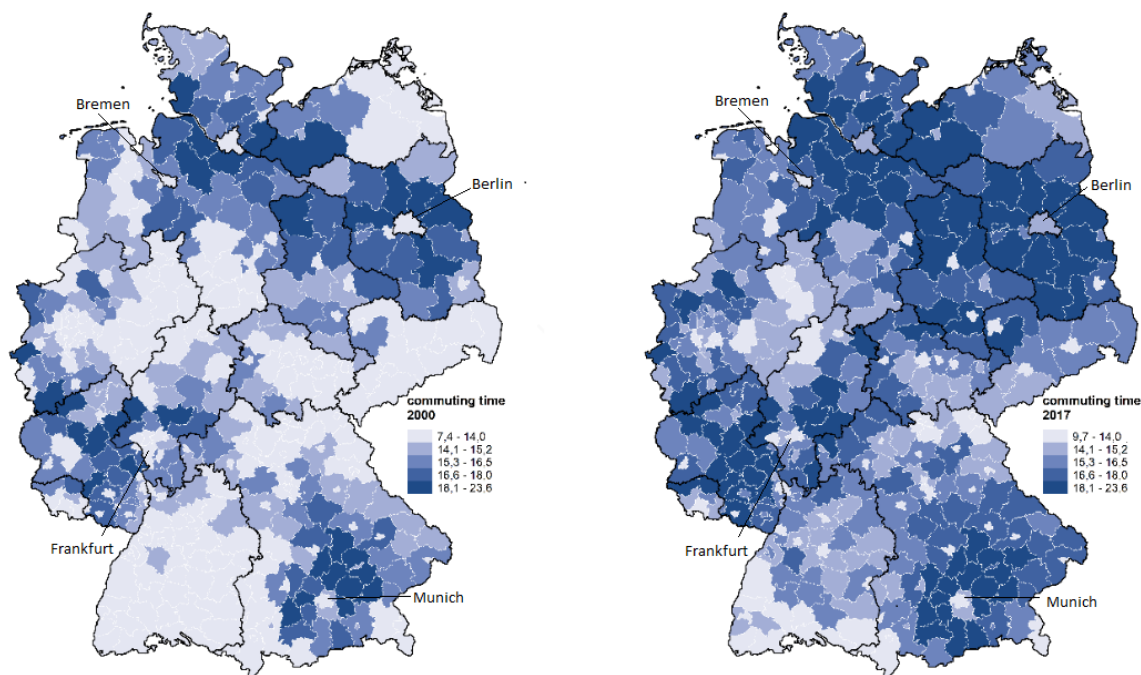 Bremen
Berlin
commuting time
2000
7,4 - 14,0
14,1 - 15,2
15,3 - 16,5
16,6 - 18,0
18,1 - 23,6
Frankfurt
Munich
Bremen
Berlin
commuting time
2017
9,7 - 14,0
14,1 - 15,2
15,3 - 16,5
16,6 - 18,0
18,1 - 23,6
Frankfurt
Munich